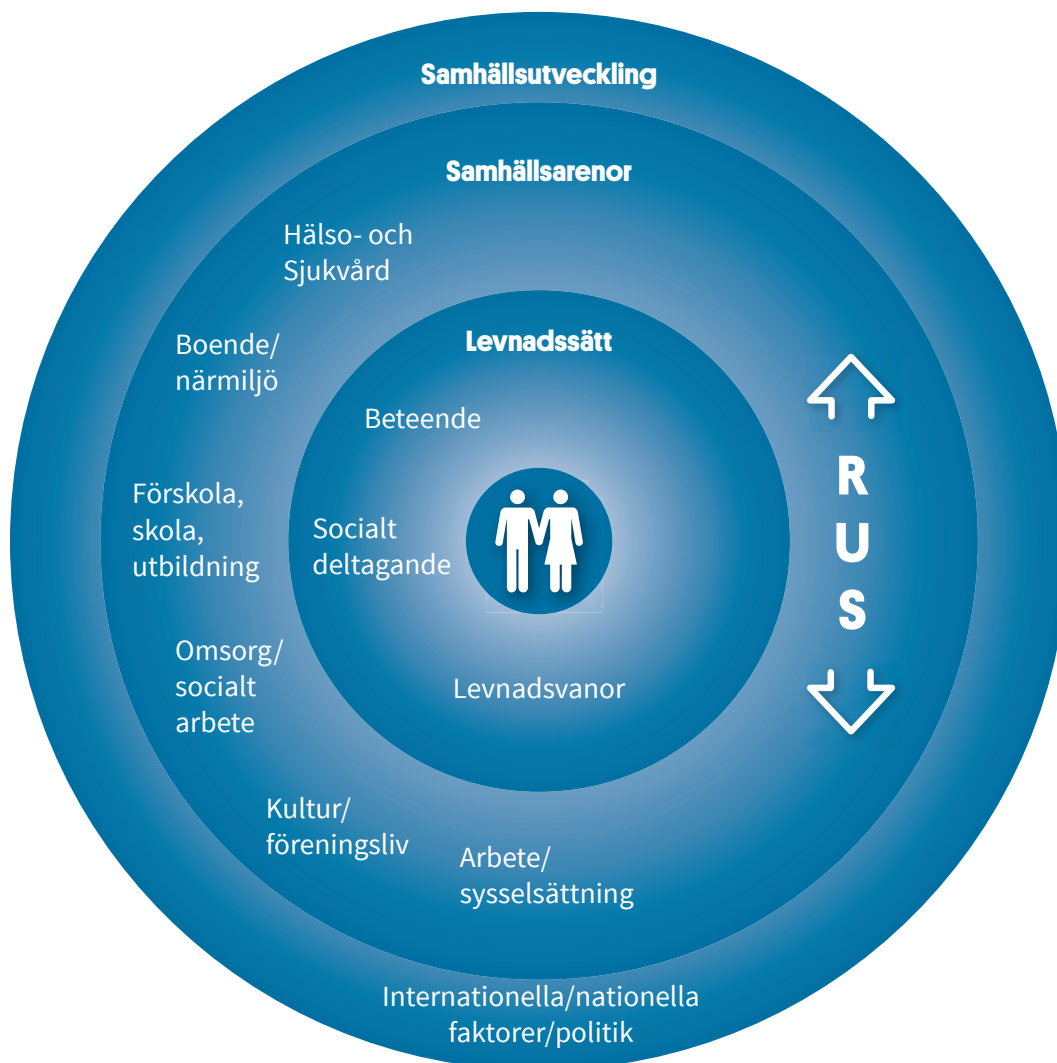 Samhällsutveckling
Samhällsarenor
Hälso- och
Sjukvård
Levnadssätt
Boende/
närmiljö
Beteende
Förskola,
skola,
utbildning
Socialt
deltagande
R
U
S
Omsorg/
socialt
arbete
Levnadsvanor
Kultur/
föreningsliv
Arbete/
sysselsättning
Internationella/nationella
faktorer/politik